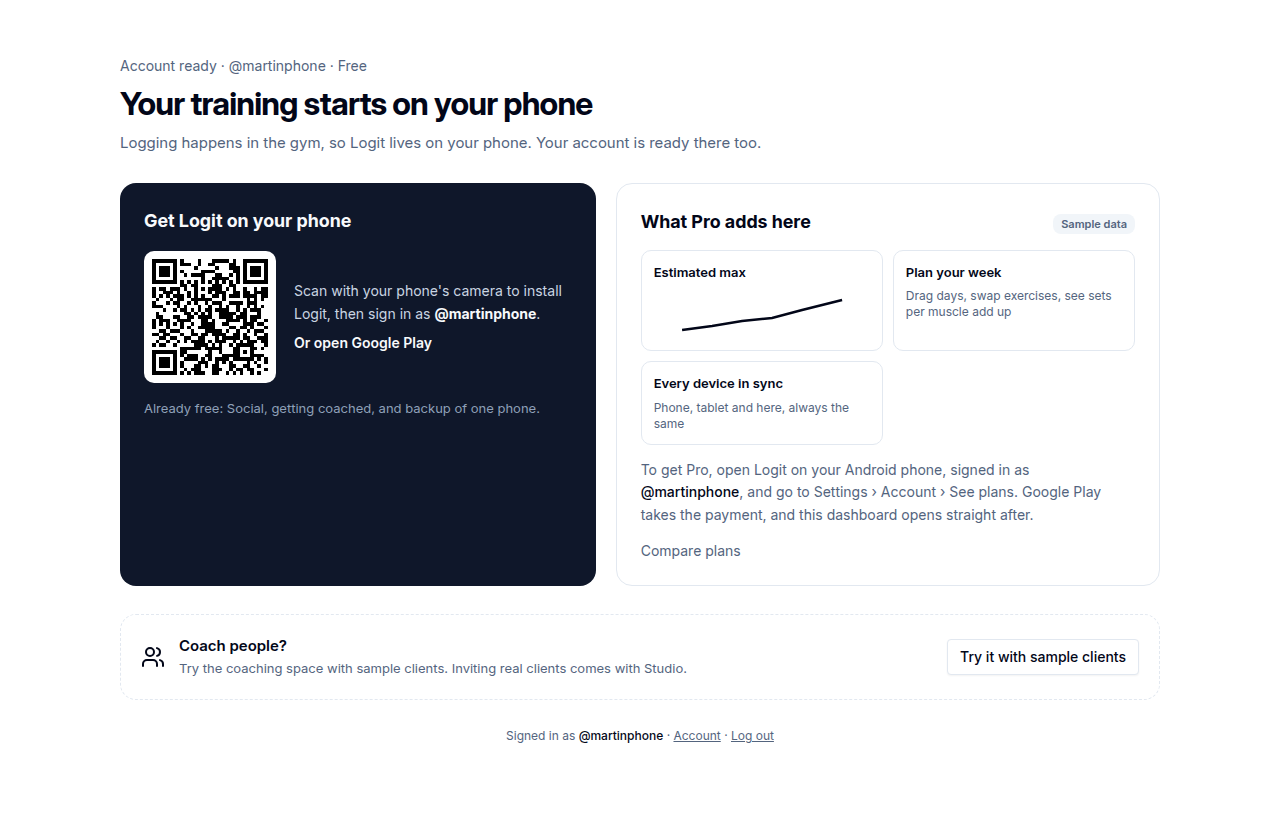 Account ready · @martinphone · Free
Your training starts on your phone
Logging happens in the gym, so Logit lives on your phone. Your account is ready there too.
Get Logit on your phone
Scan with your phone's camera to install
Logit, then sign in as @martinphone.
Or open Google Play
Already free: Social, getting coached, and backup of one phone.
What Pro adds here
Sample data
Estimated max
Plan your week
Drag days, swap exercises, see sets
per muscle add up
Every device in sync
Phone, tablet and here, always the
same
To get Pro, open Logit on your Android phone, signed in as
@martinphone, and go to Settings › Account › See plans. Google Play
takes the payment, and this dashboard opens straight after.
Compare plans
Coach people?
Try the coaching space with sample clients. Inviting real clients comes with Studio.
Try it with sample clients
Signed in as @martinphone · Account · Log out